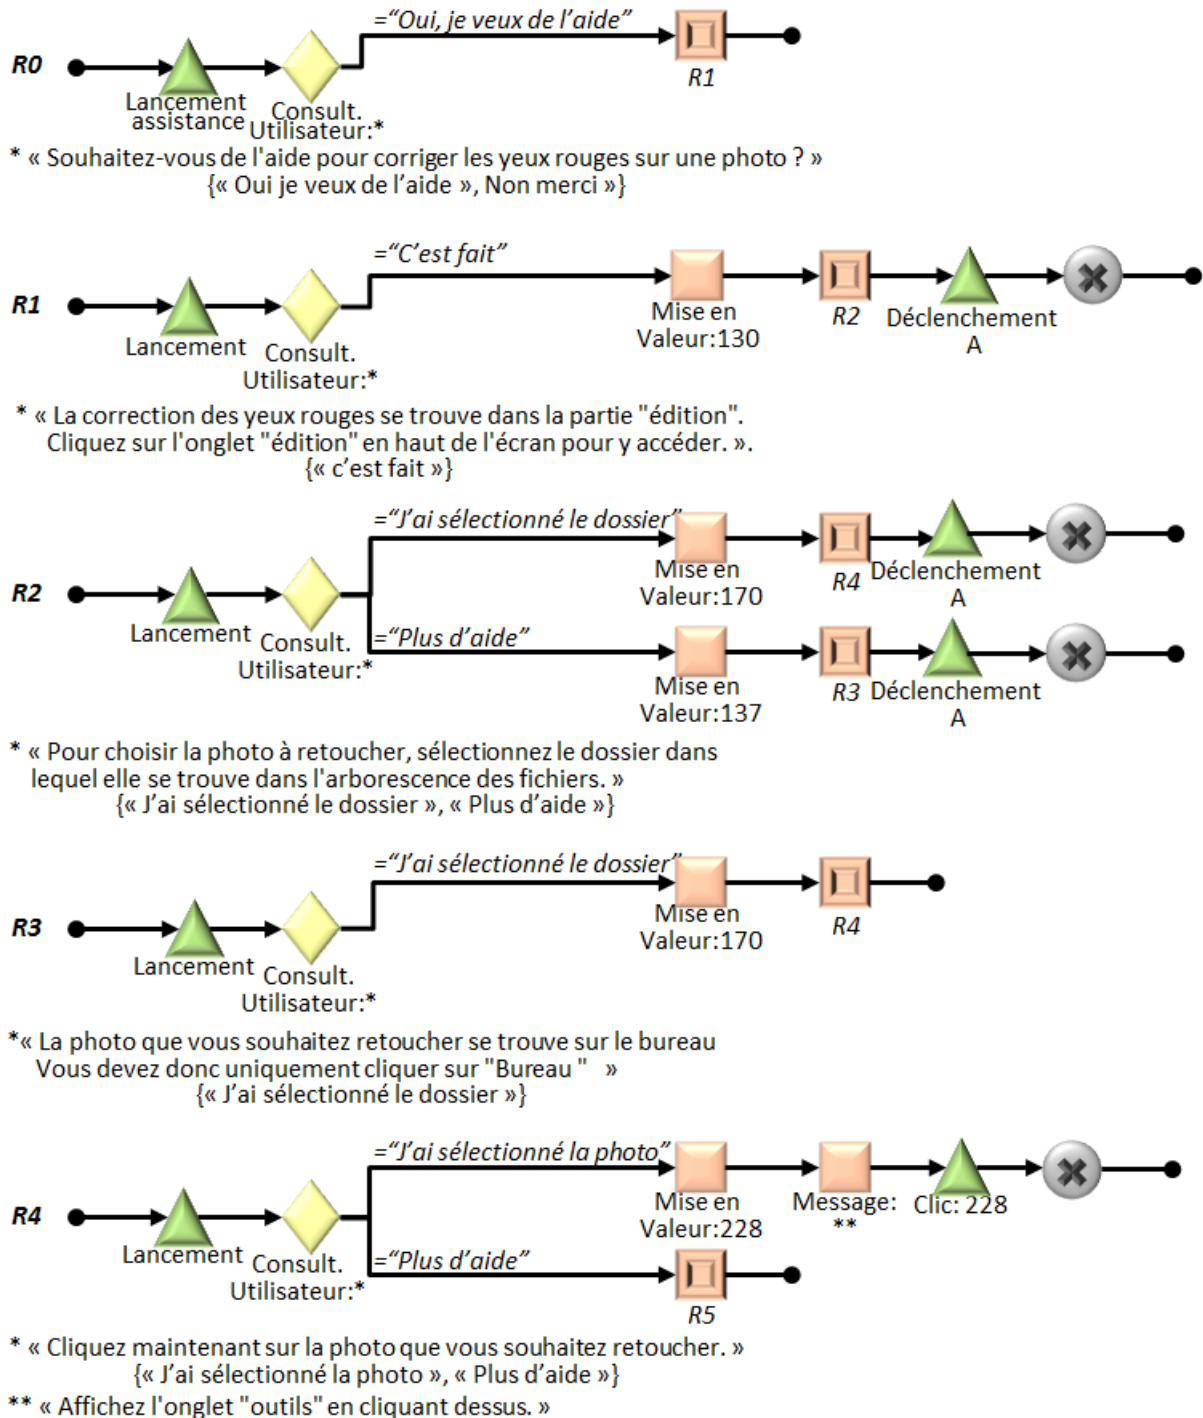 ="Oui, je veux de l'aide"
R0
R1
Lancement
assistance
Consult.
Utilisateur:*
* « Souhaitez-vous de l'aide pour corriger les yeux rouges sur une photo ? »
{« Oui je veux de l'aide », Non merci »}
="C'est fait"
R1
Lancement
Consult.
Utilisateur:*
Mise en
Valeur:130
R2
Déclenchement
A
* « La correction des yeux rouges se trouve dans la partie "édition".
Cliquez sur l'onglet "édition" en haut de l'écran pour y accéder. ».
{« c'est fait »}
="J'ai sélectionné le dossier"
Mise en
Valeur:170
R4
Déclenchement
A
R2
Lancement
Consult.
Utilisateur:*
="Plus d'aide"
Mise en
Valeur:137
R3
Déclenchement
A
* « Pour choisir la photo à retoucher, sélectionnez le dossier dans
lequel elle se trouve dans l'arborescence des fichiers. »
{« J'ai sélectionné le dossier », « Plus d'aide »}
="J'ai sélectionné le dossier"
R3
Lancement
Consult.
Utilisateur:*
Mise en
Valeur:170
R4
*« La photo que vous souhaitez retoucher se trouve sur le bureau
Vous devez donc uniquement cliquer sur "Bureau " »
{« J'ai sélectionné le dossier »}
="J'ai sélectionné la photo"
Mise en
Valeur:228
Message:
**
Clic: 228
R4
Lancement
Consult.
Utilisateur:*
="Plus d'aide"
R5
* « Cliquez maintenant sur la photo que vous souhaitez retoucher. »
{« J'ai sélectionné la photo », « Plus d'aide »}
** « Affichez l'onglet "outils" en cliquant dessus. »